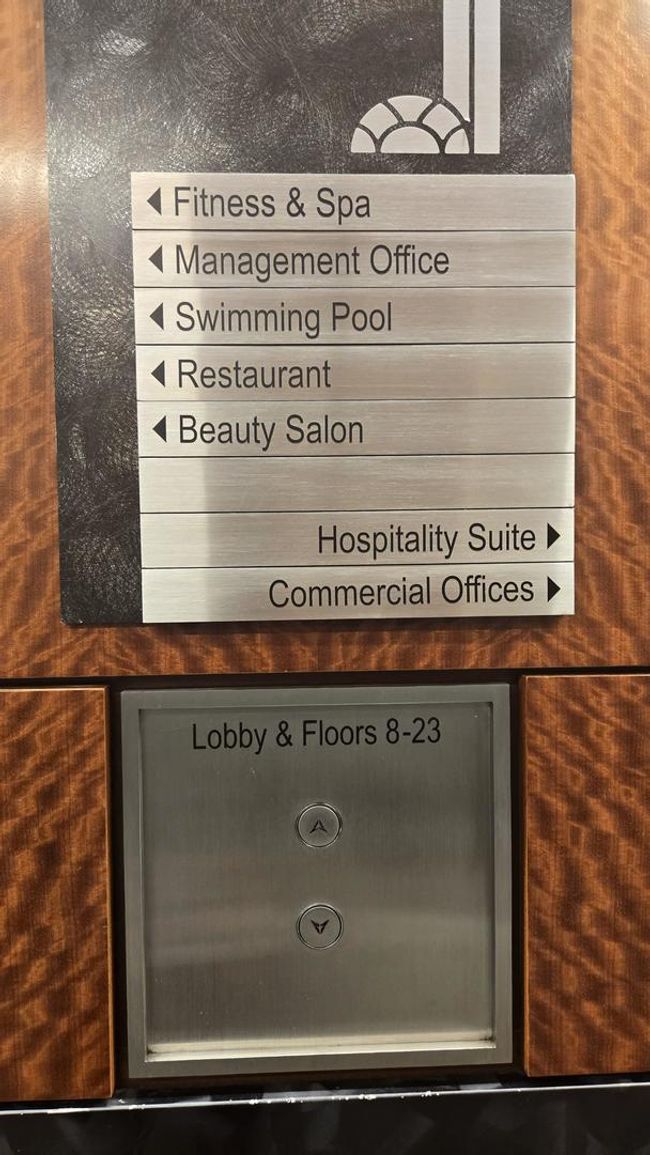 Fitness & Spa
Management Office
Swimming Pool
Restaurant
Beauty Salon
Hospitality Suite
Commercial Offices
Lobby & Floors 8-23